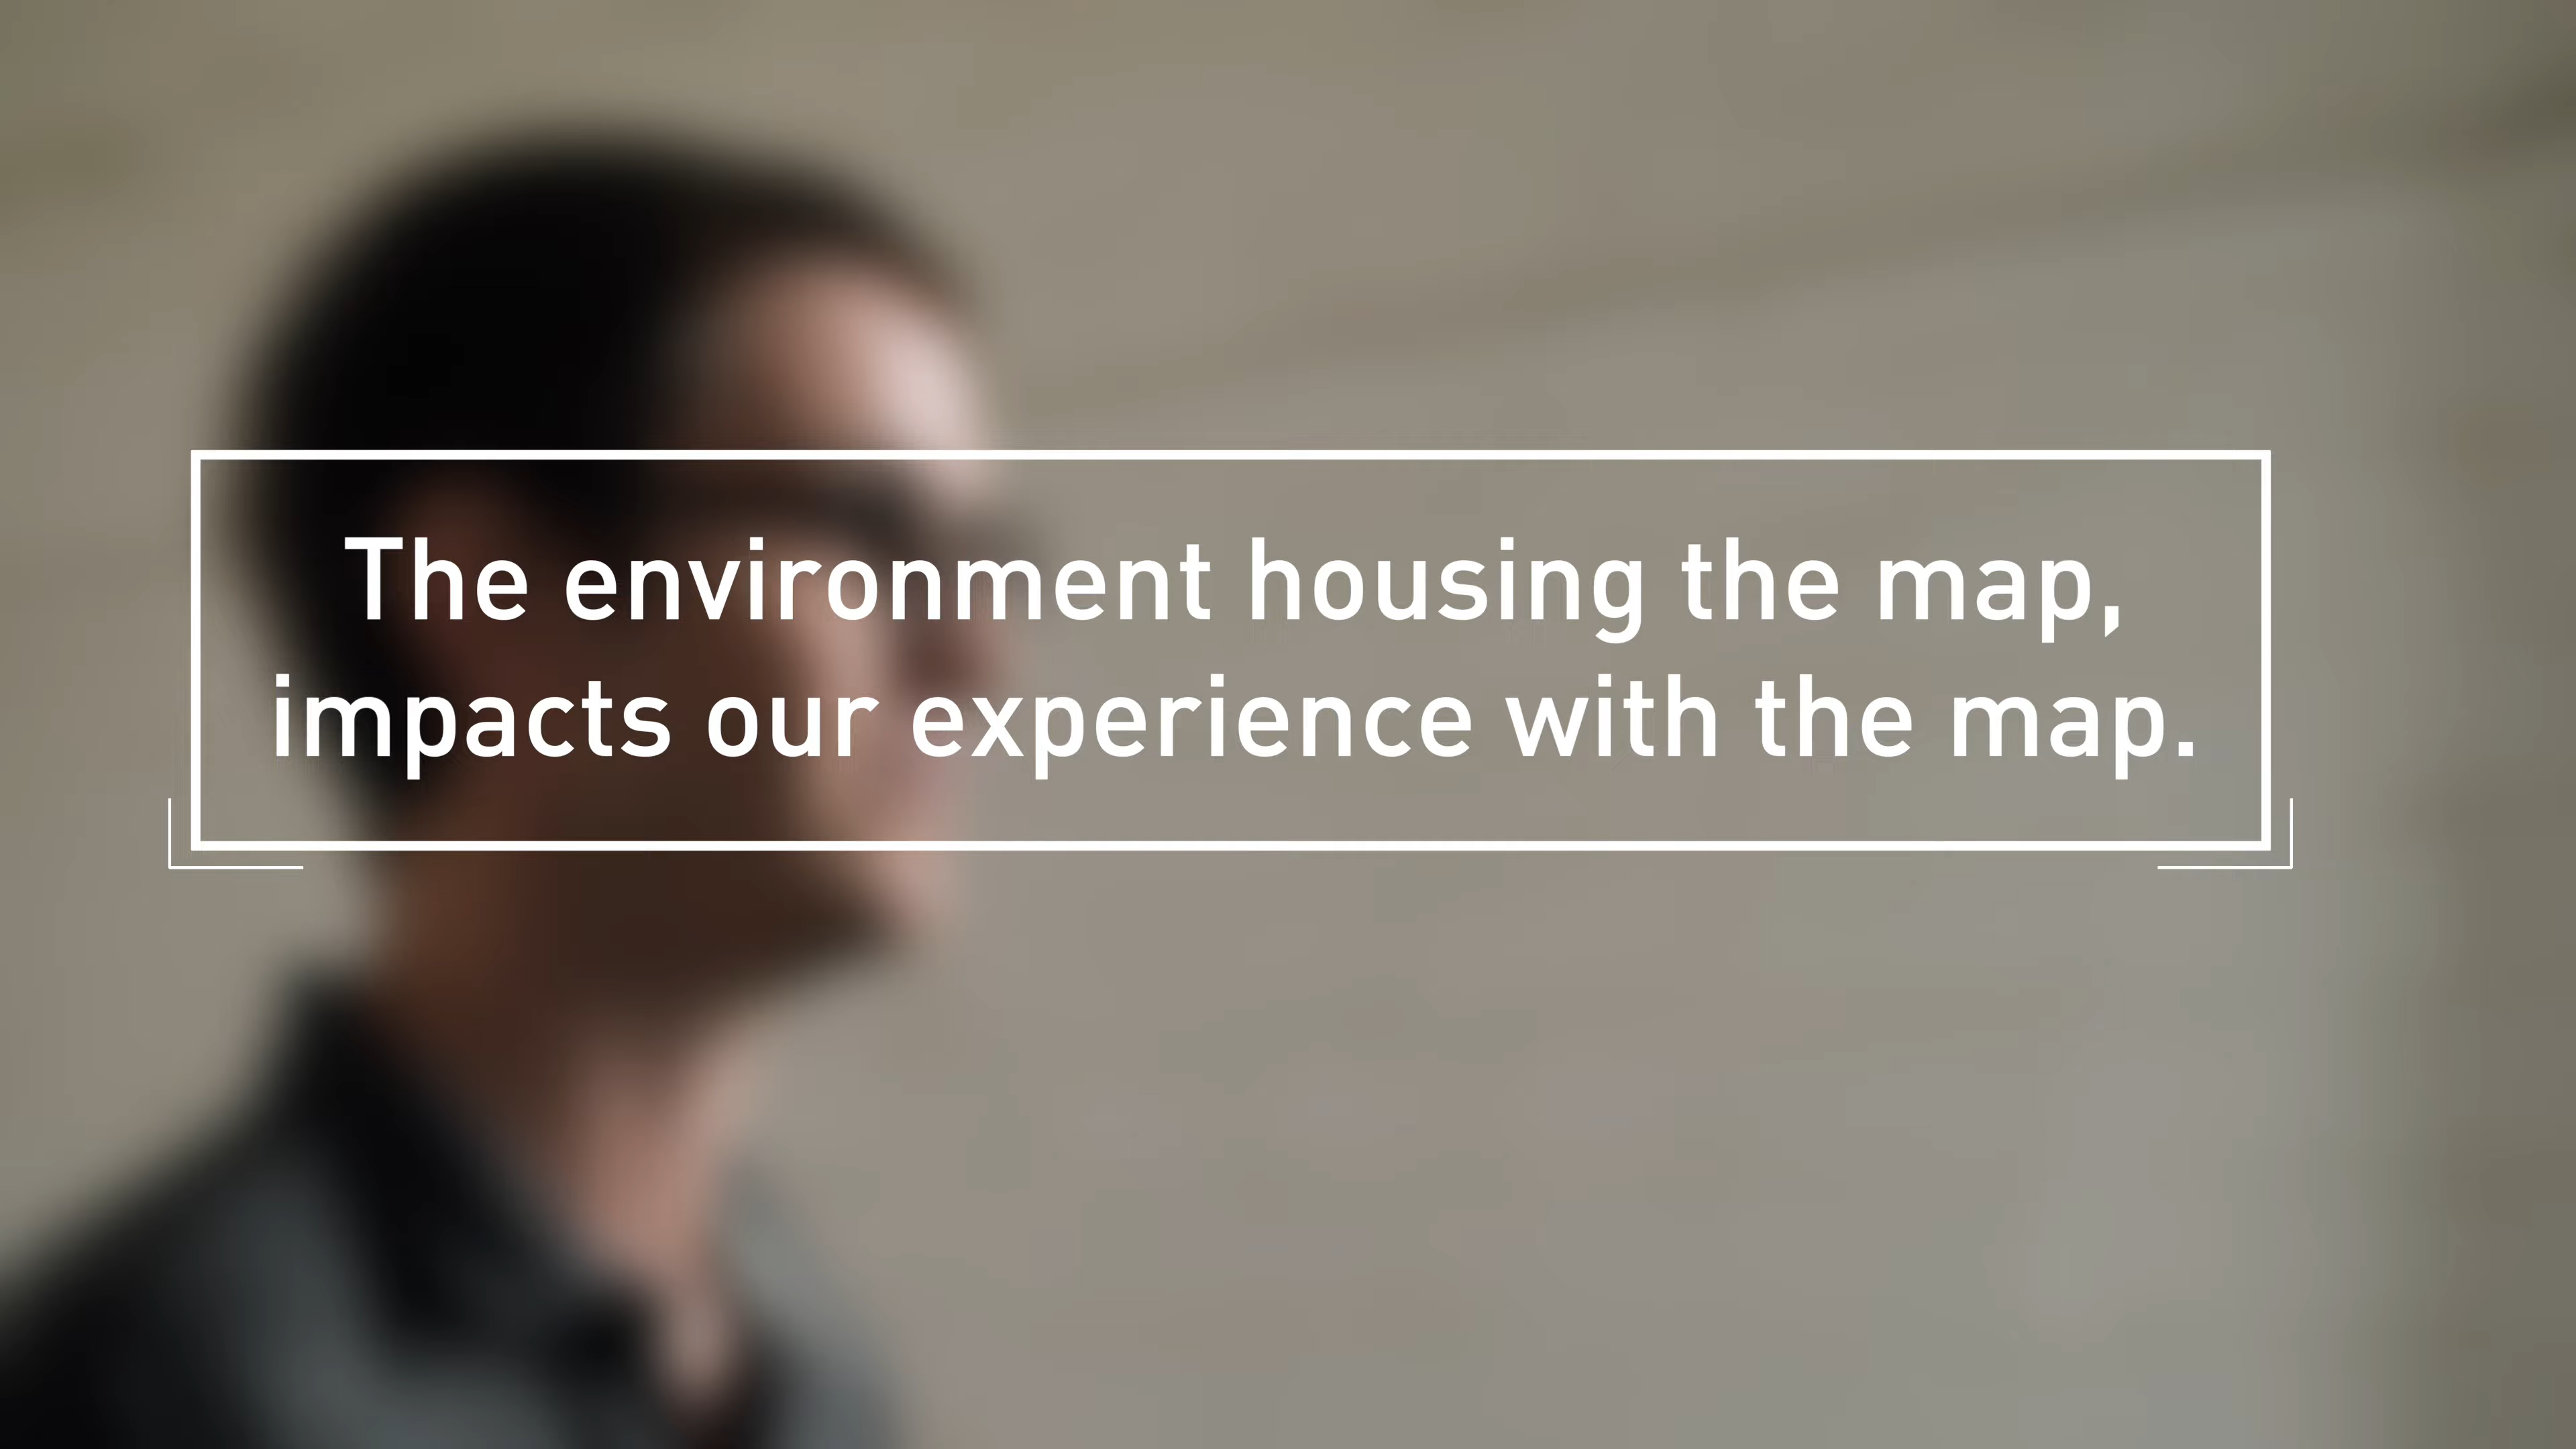 The environment housing the map,
impacts our experience with the map.